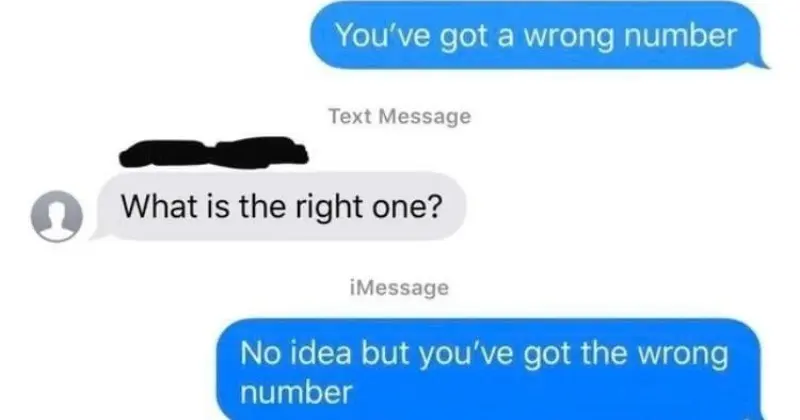 You’ve got a wrong number
Text Message
What is the right one?
iMessage
No idea but you’ve got the wrong
number